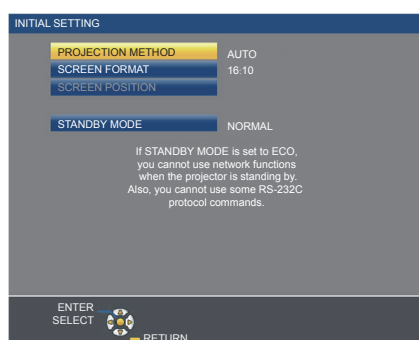 INITIAL SETTING
PROJECTION METHOD AUTO
SCREEN FORMAT 16:10
SCREEN POSITION
STANDBY MODE NORMAL
If STANDBY MODE is set to ECO,
you cannot use network functions
when the projector is standing by.
Also, you cannot use some RS-232C
protocol commands.
ENTER
SELECT
RETURN